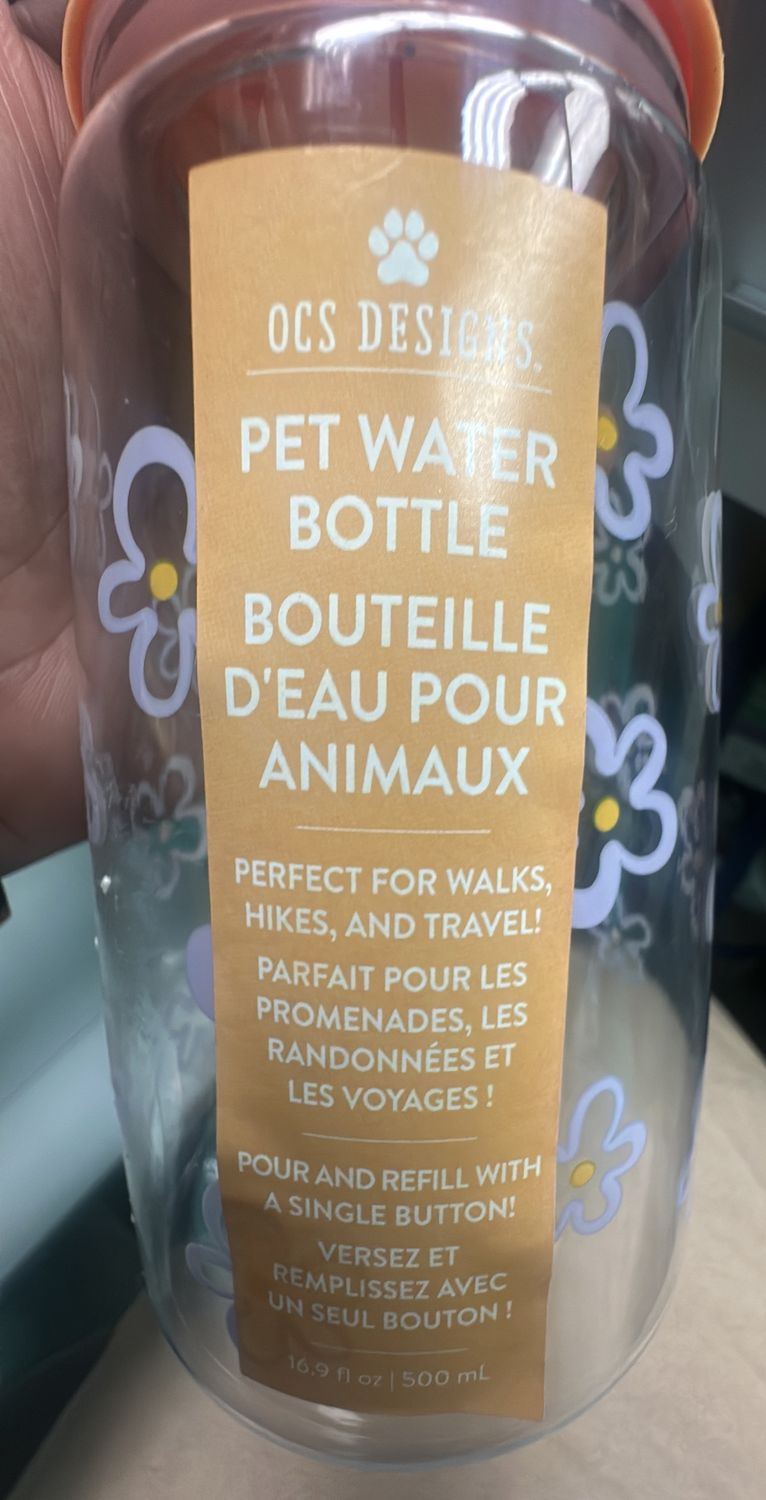 OCS DESIGNS.
PET WATER
BOTTLE
BOUTEILLE
D'EAU POUR
ANIMAUX
PERFECT FOR WALKS,
HIKES, AND TRAVEL!
PARFAIT POUR LES
PROMENADES, LES
RANDONNÉES ET
LES VOYAGES !
POUR AND REFILL WITH
A SINGLE BUTTON!
VERSEZ ET
REMPLISSEZ AVEC
UN SEUL BOUTON !
16.9 fl oz | 500 mL